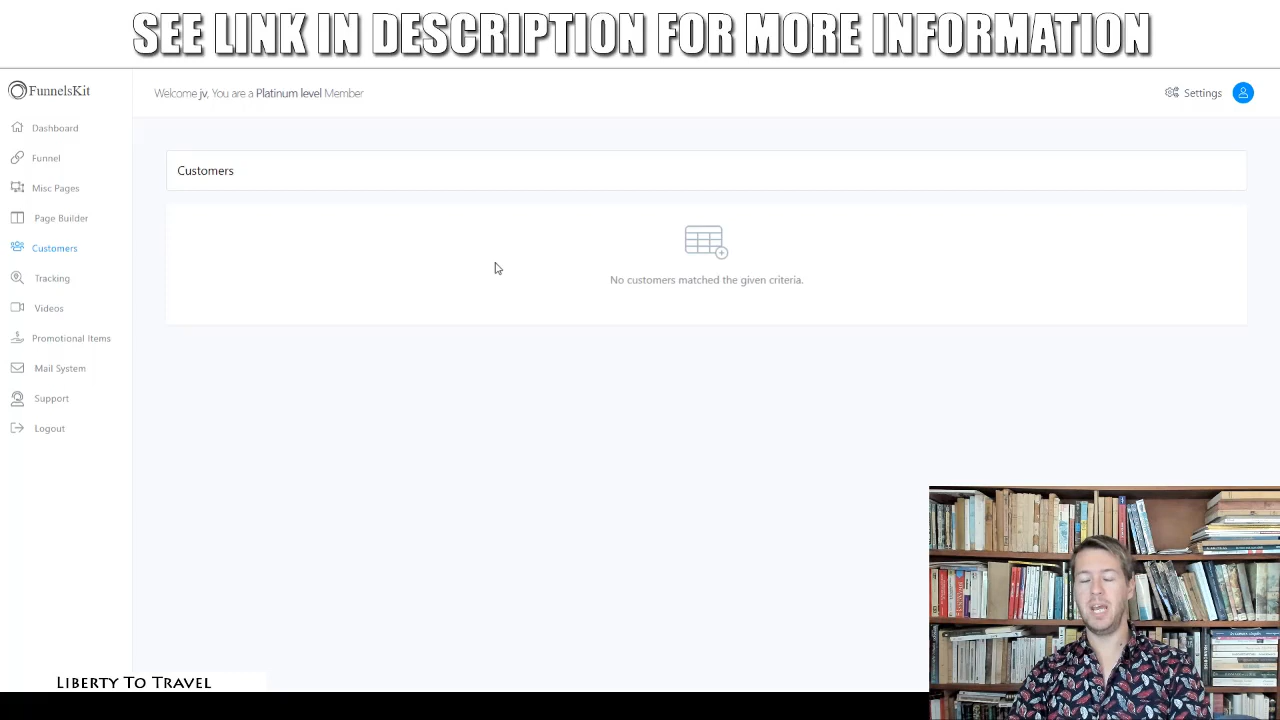 SEE LINK IN DESCRIPTION FOR MORE INFORMATION
FunnelsKit
Welcome jv, You are a Platinum level Member
Settings
Dashboard
Funnel
Misc Pages
Page Builder
Customers
Tracking
Videos
Promotional Items
Mail System
Support
Logout
Customers
No customers matched the given criteria.
LIBERTY TO TRAVEL